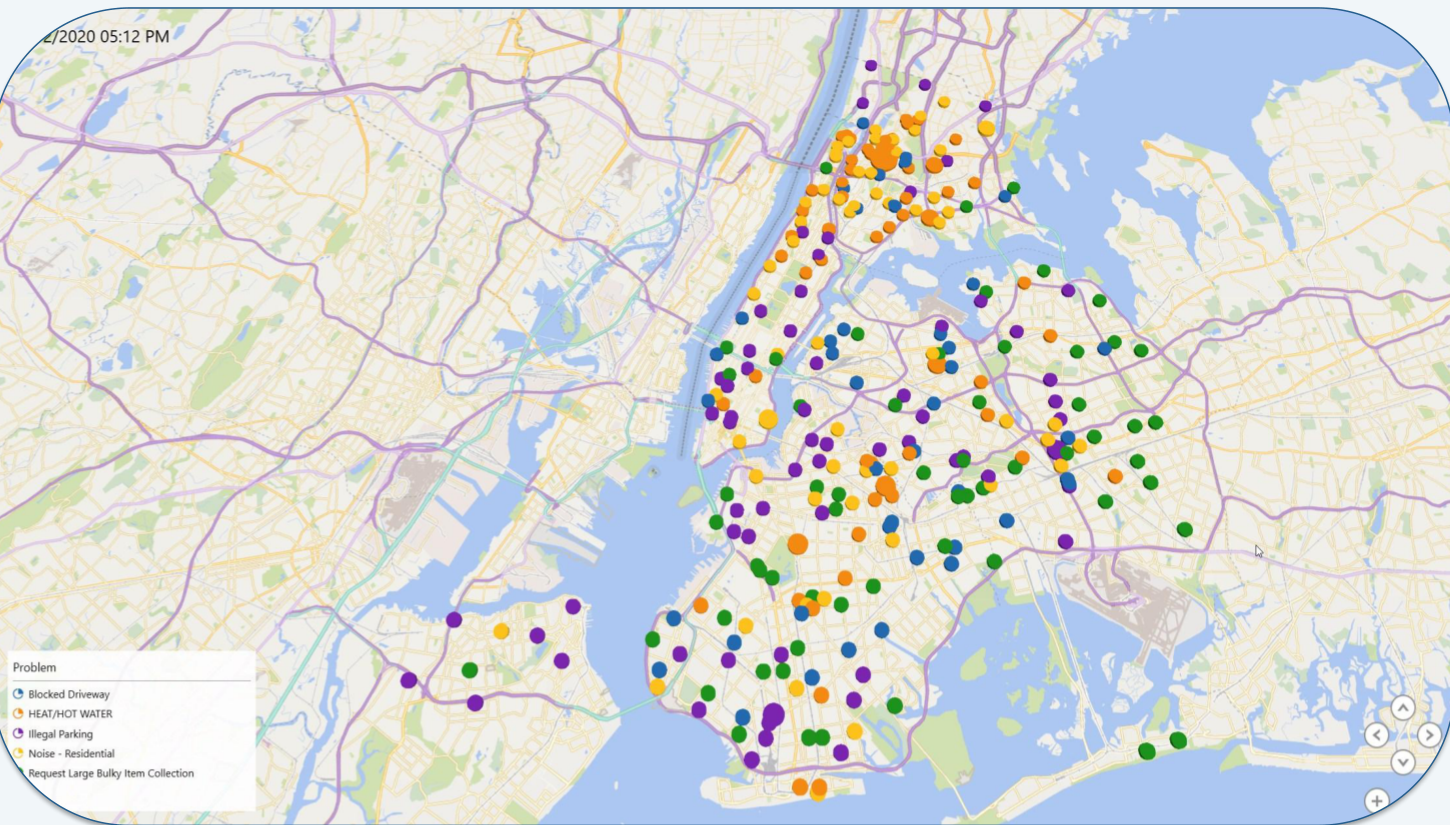 2/2020 05:12 PM
Problem
Blocked Driveway
HEAT/HOT WATER
Illegal Parking
Noise - Residential
Request Large Bulky Item Collection